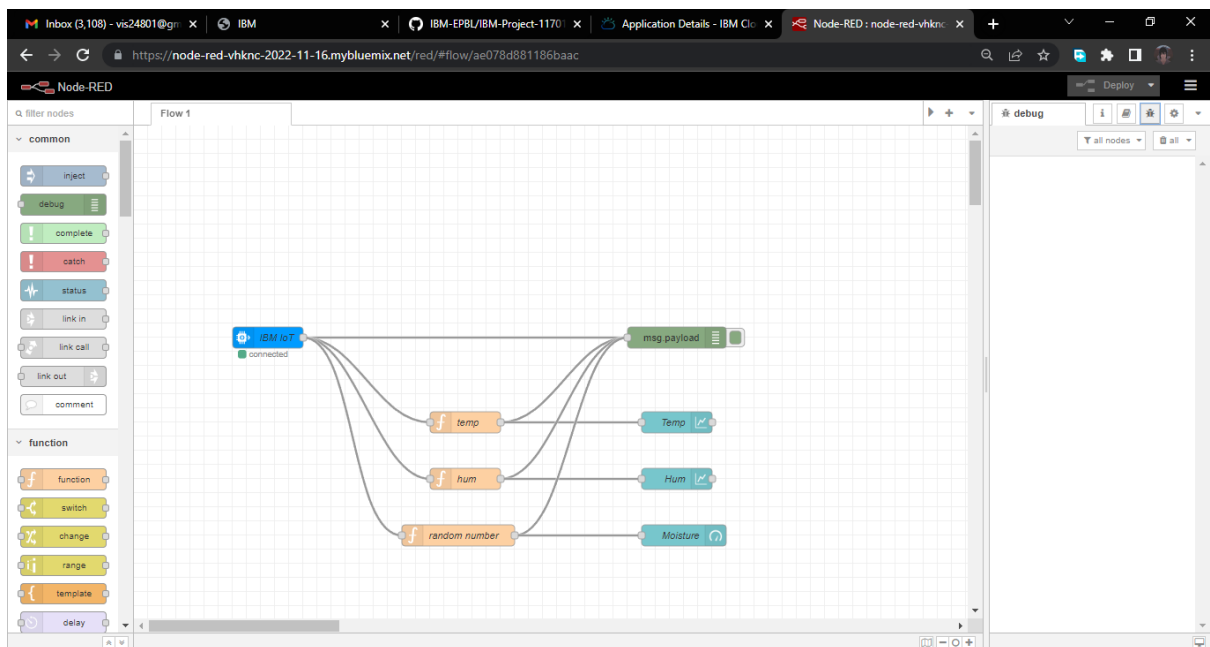 Inbox (3,108) - vis24801@gm
IBM
IBM-EPBL/IBM-Project-11701
Application Details - IBM Clo
Node-RED : node-red-vhknc-
https://node-red-vhknc-2022-11-16.mybluemix.net/red/#flow/ae078d881186baac
Node-RED
Deploy
filter nodes
Flow 1
debug
i
all nodes
all
common
inject
debug
complete
catch
status
link in
link call
link out
comment
function
function
switch
change
range
template
delay
IBM IoT
connected
msg.payload
temp
Temp
hum
Hum
random number
Moisture